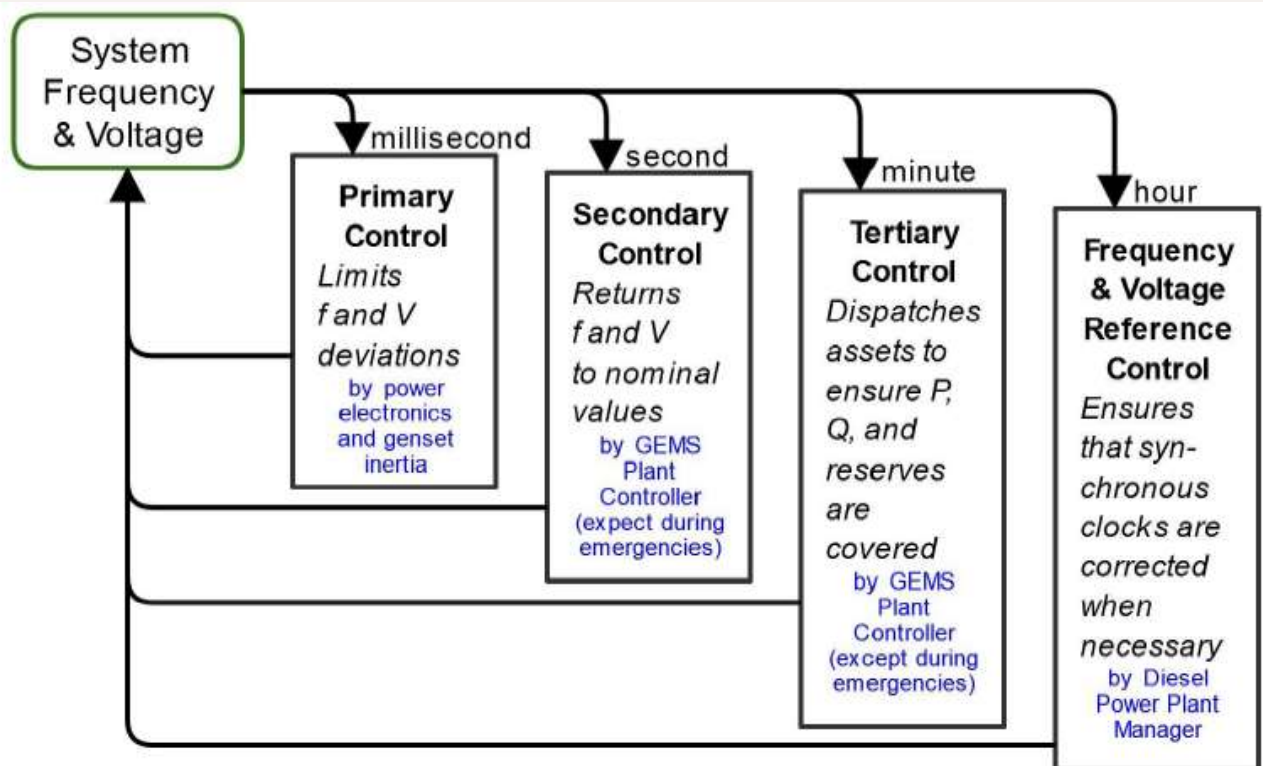 System
Frequency
& Voltage
millisecond
Primary
Control
Limits
f and V
deviations
by power
electronics
and genset
inertia
second
Secondary
Control
Returns
f and V
to nominal
values
by GEMS
Plant
Controller
(expect during
emergencies)
minute
Tertiary
Control
Dispatches
assets to
ensure P,
Q, and
reserves
are
covered
by GEMS
Plant
Controller
(except during
emergencies)
hour
Frequency
& Voltage
Reference
Control
Ensures
that syn-
chronous
clocks are
corrected
when
necessary
by Diesel
Power Plant
Manager